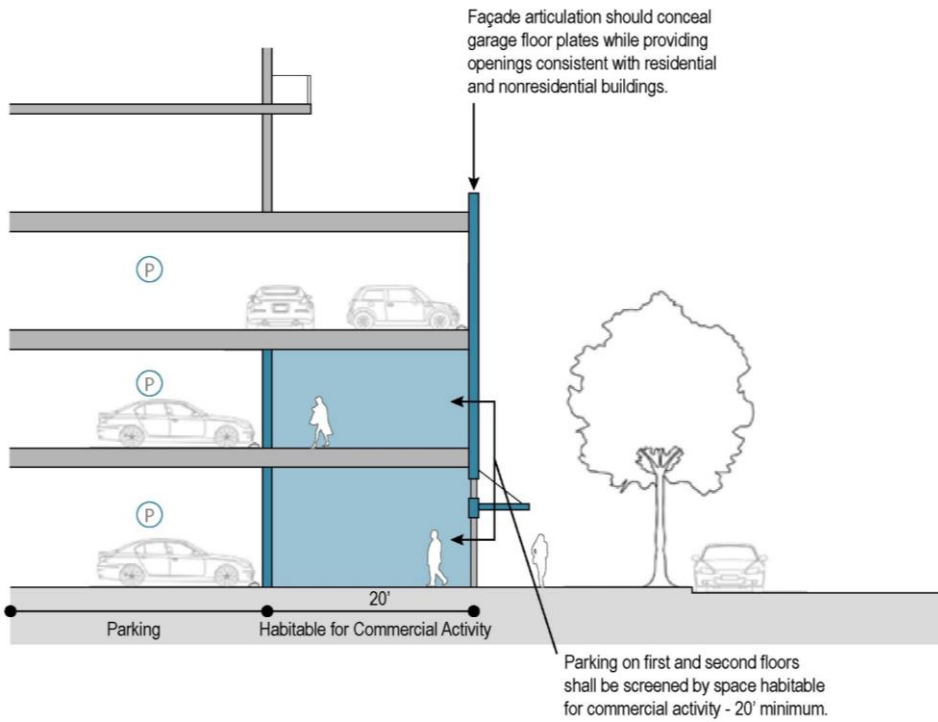 Façade articulation should conceal
garage floor plates while providing
openings consistent with residential
and nonresidential buildings.
P
P
P
20’
Parking
Habitable for Commercial Activity
Parking on first and second floors
shall be screened by space habitable
for commercial activity - 20’ minimum.